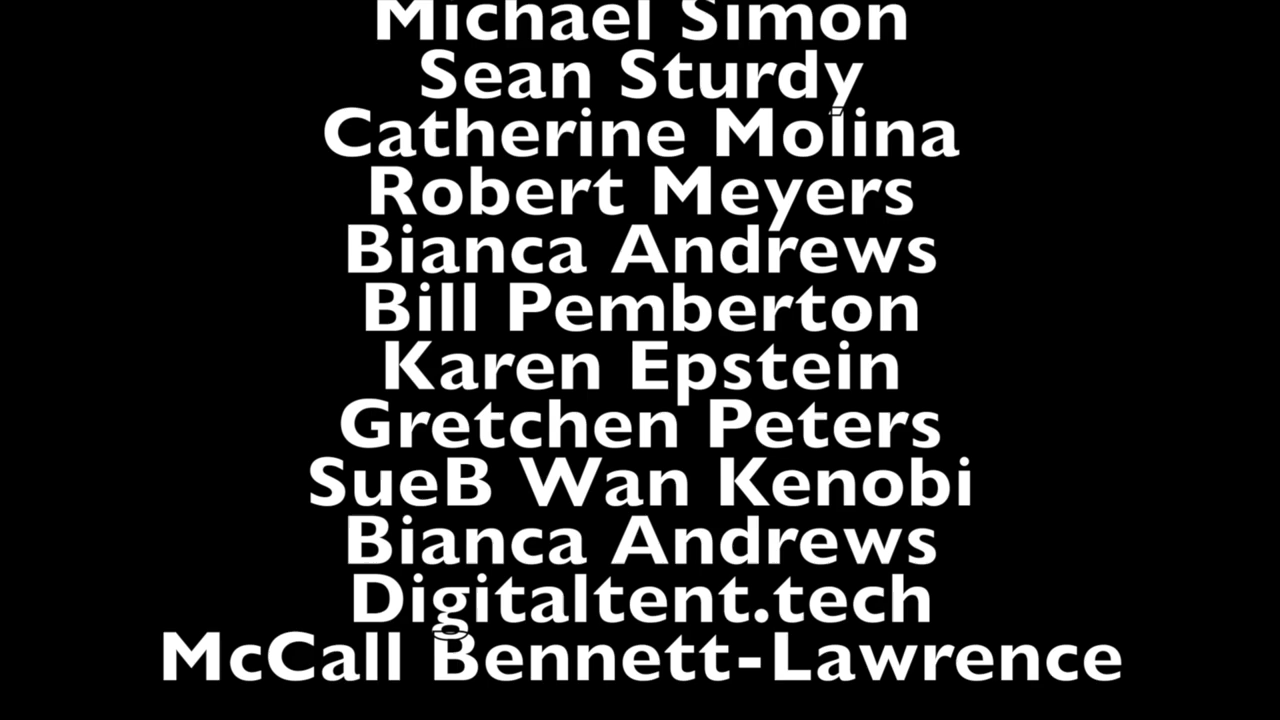 Michael Simon
Sean Sturdy
Catherine Molina
Robert Meyers
Bianca Andrews
Bill Pemberton
Karen Epstein
Gretchen Peters
SueB Wan Kenobi
Bianca Andrews
Digitaltent.tech
McCall Bennett-Lawrence